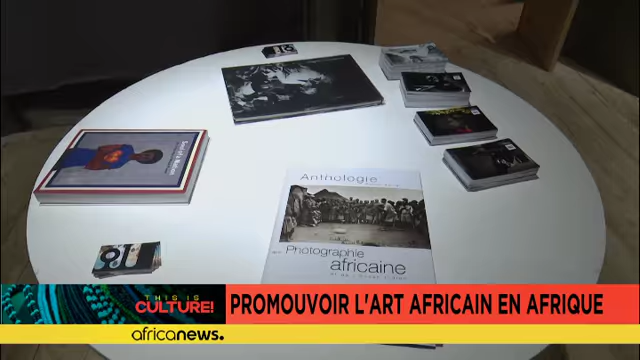 Anthologie
Photographie
africaine
THIS IS
CULTURE!
PROMOUVOIR L'ART AFRICAIN EN AFRIQUE
africanews.